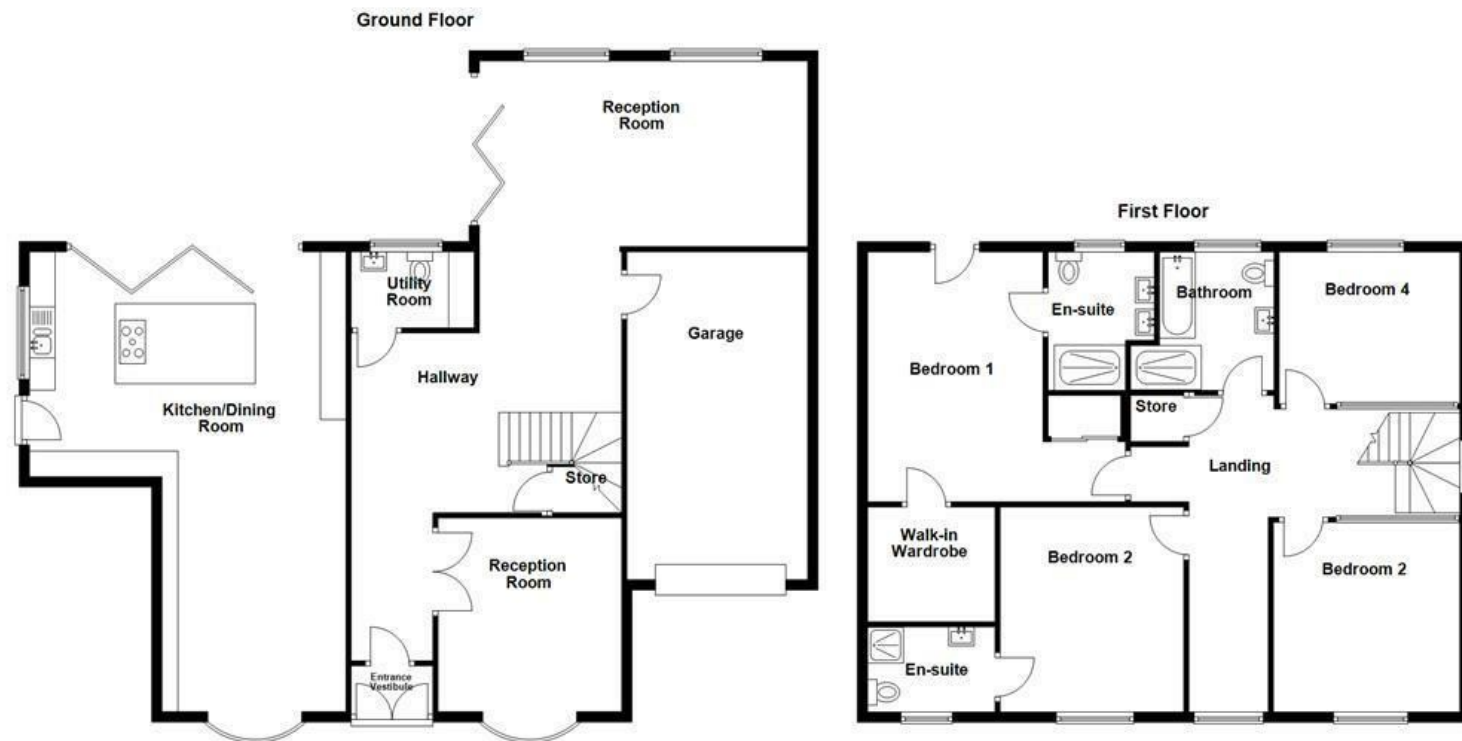 Ground Floor
Reception
Room
Utility
Room
Hallway
Garage
Kitchen/Dining
Room
Store
Reception
Room
Entrance
Vestibule
First Floor
En-suite
Bathroom
Bedroom 4
Bedroom 1
Store
Landing
Walk-in
Wardrobe
Bedroom 2
Bedroom 2
En-suite